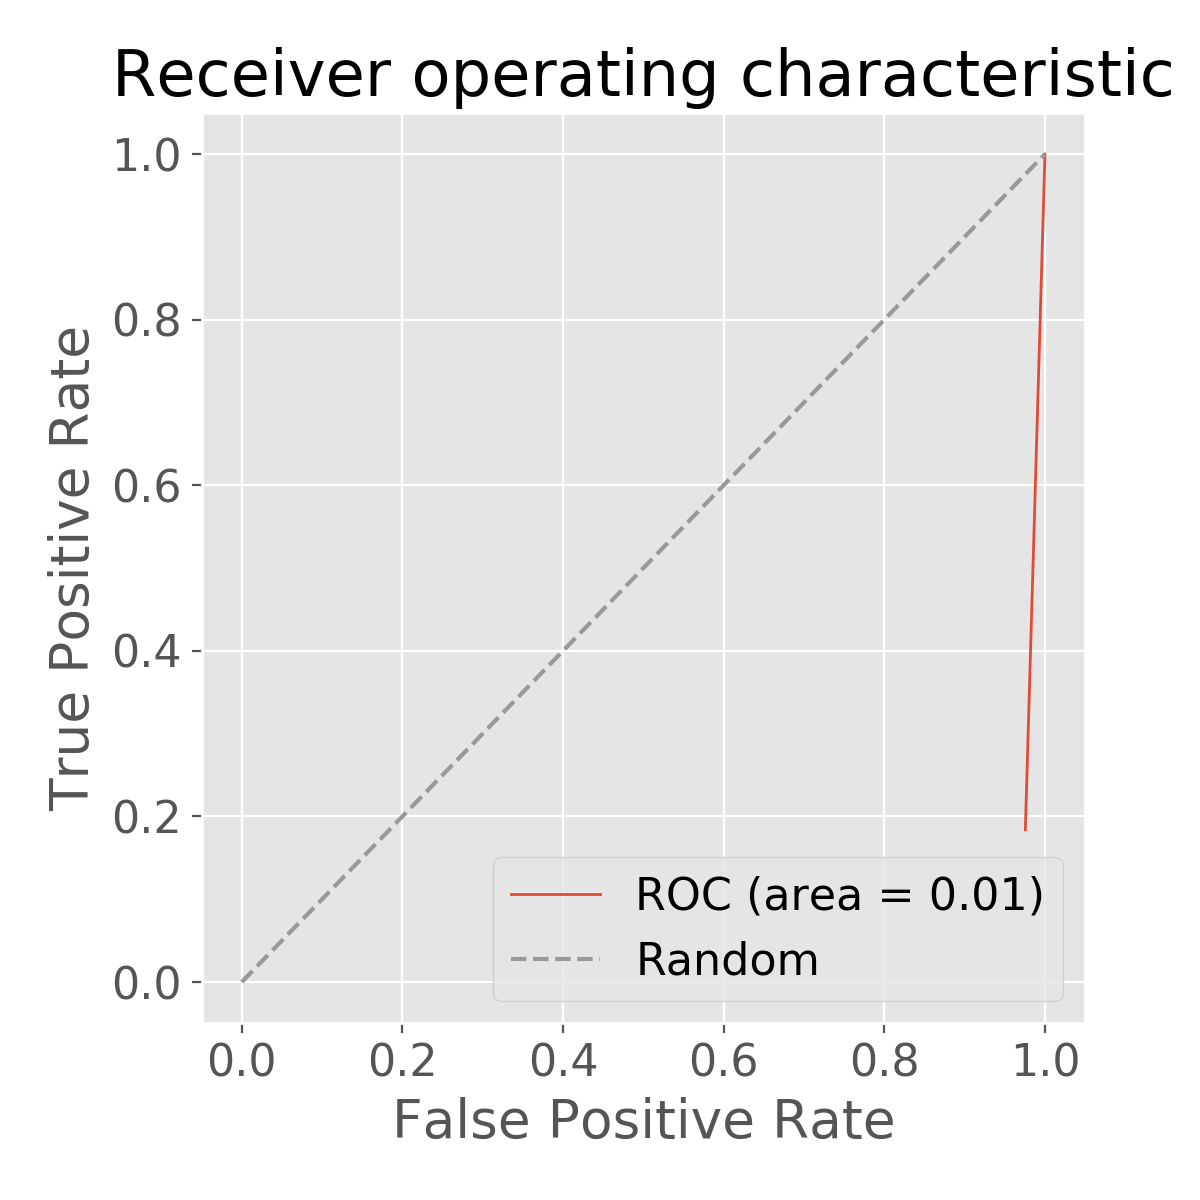 Receiver operating characteristic
True Positive Rate
1.0
0.8
0.6
0.4
0.2
0.0
ROC (area = 0.01)
Random
0.0 0.2 0.4 0.6 0.8 1.0
False Positive Rate